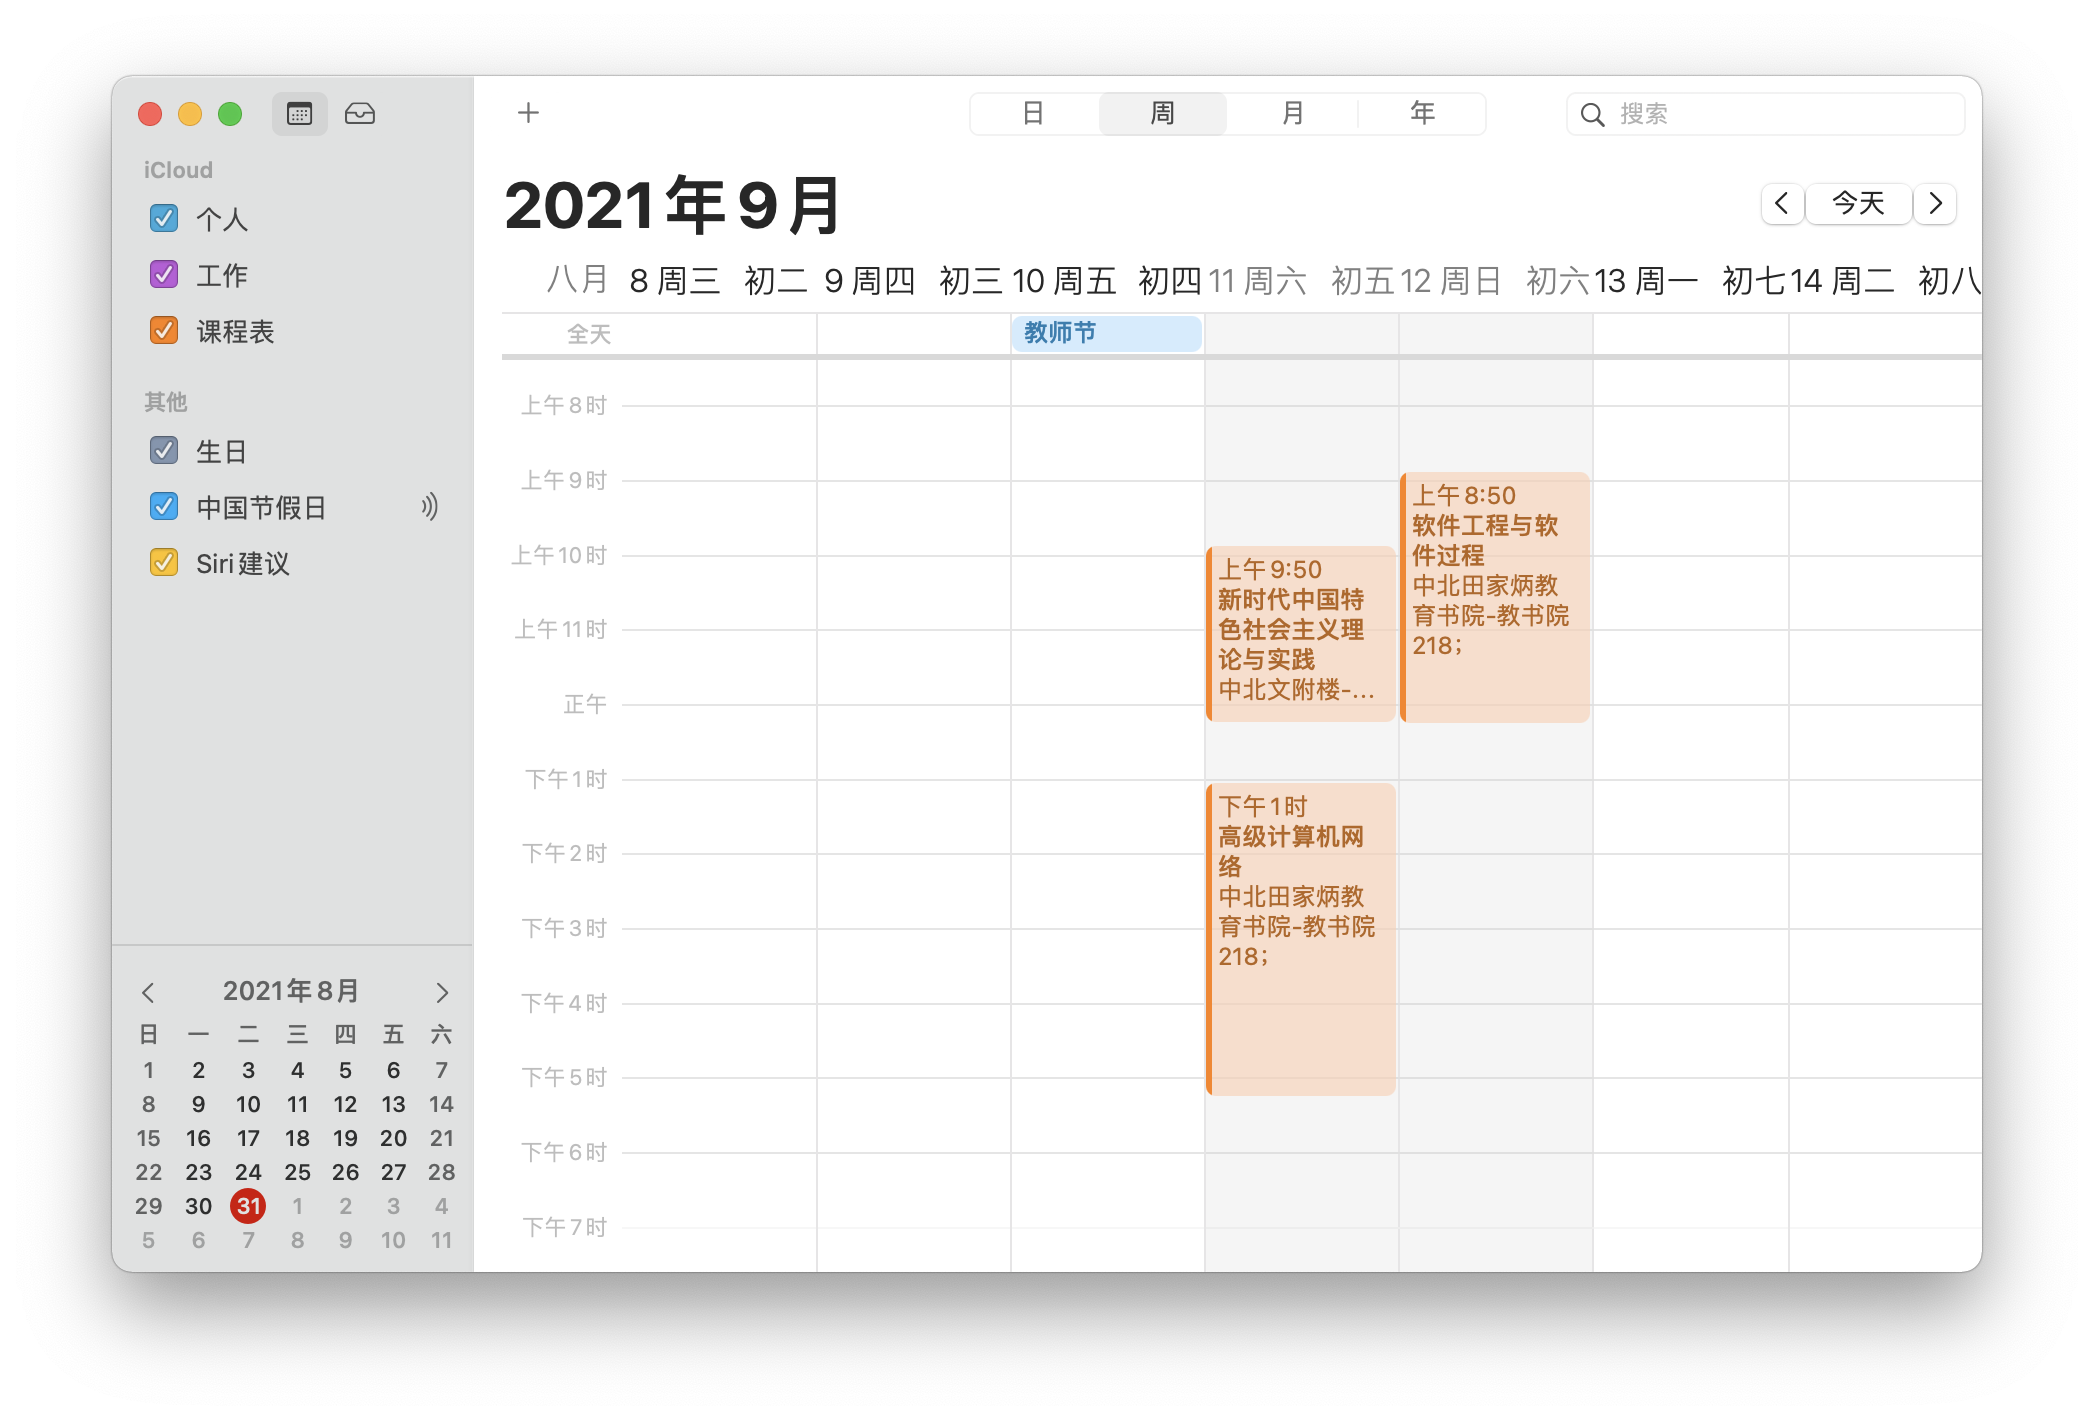 iCloud
个人
工作
课程表
其他
生日
中国节假日
Siri建议
2021年8月
日 一 二 三 四 五 六
1 2 3 4 5 6 7
8 9 10 11 12 13 14
15 16 17 18 19 20 21
22 23 24 25 26 27 28
29 30 31 1 2 3 4
5 6 7 8 9 10 11
日 周 月 年
搜索
2021年9月
今天
八月 8 周三 初二 9 周四 初三 10 周五 初四 11 周六 初五 12 周日 初六 13 周一 初七 14 周二 初八
全天
教师节
上午8时
上午9时
上午10时
上午11时
正午
下午1时
下午2时
下午3时
下午4时
下午5时
下午6时
下午7时
上午9:50
新时代中国特
色社会主义理
论与实践
中北文附楼-...
下午1时
高级计算机网
络
中北田家炳教
育书院-教书院
218;
上午8:50
软件工程与软
件过程
中北田家炳教
育书院-教书院
218;